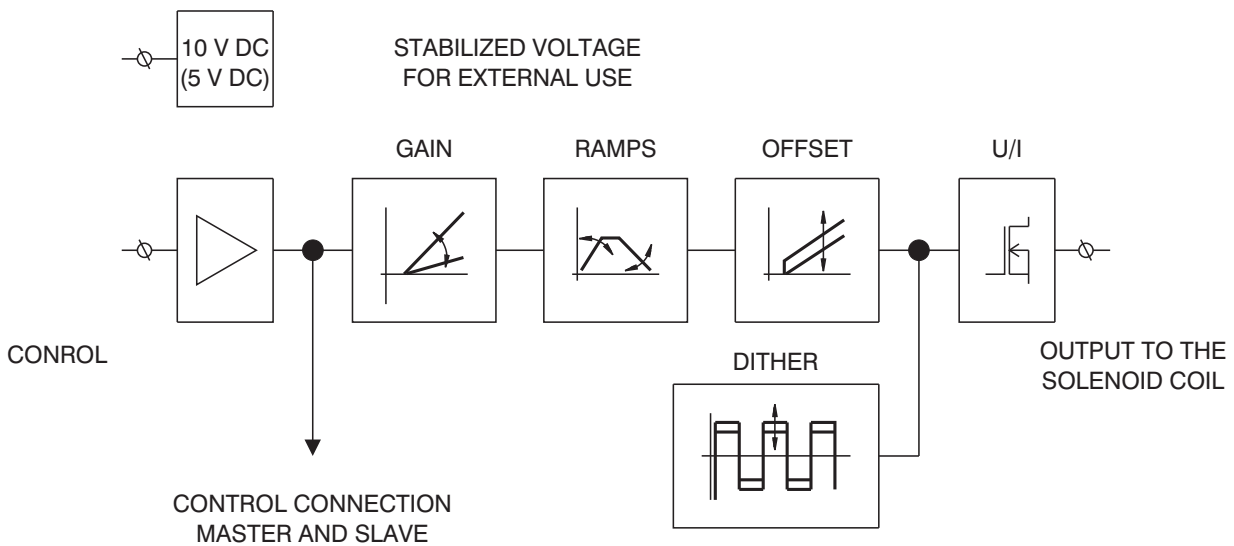 10 V DC
(5 V DC)
STABILIZED VOLTAGE
FOR EXTERNAL USE
GAIN
RAMPS
OFFSET
U/I
CONROL
OUTPUT TO THE
SOLENOID COIL
DITHER
CONTROL CONNECTION
MASTER AND SLAVE